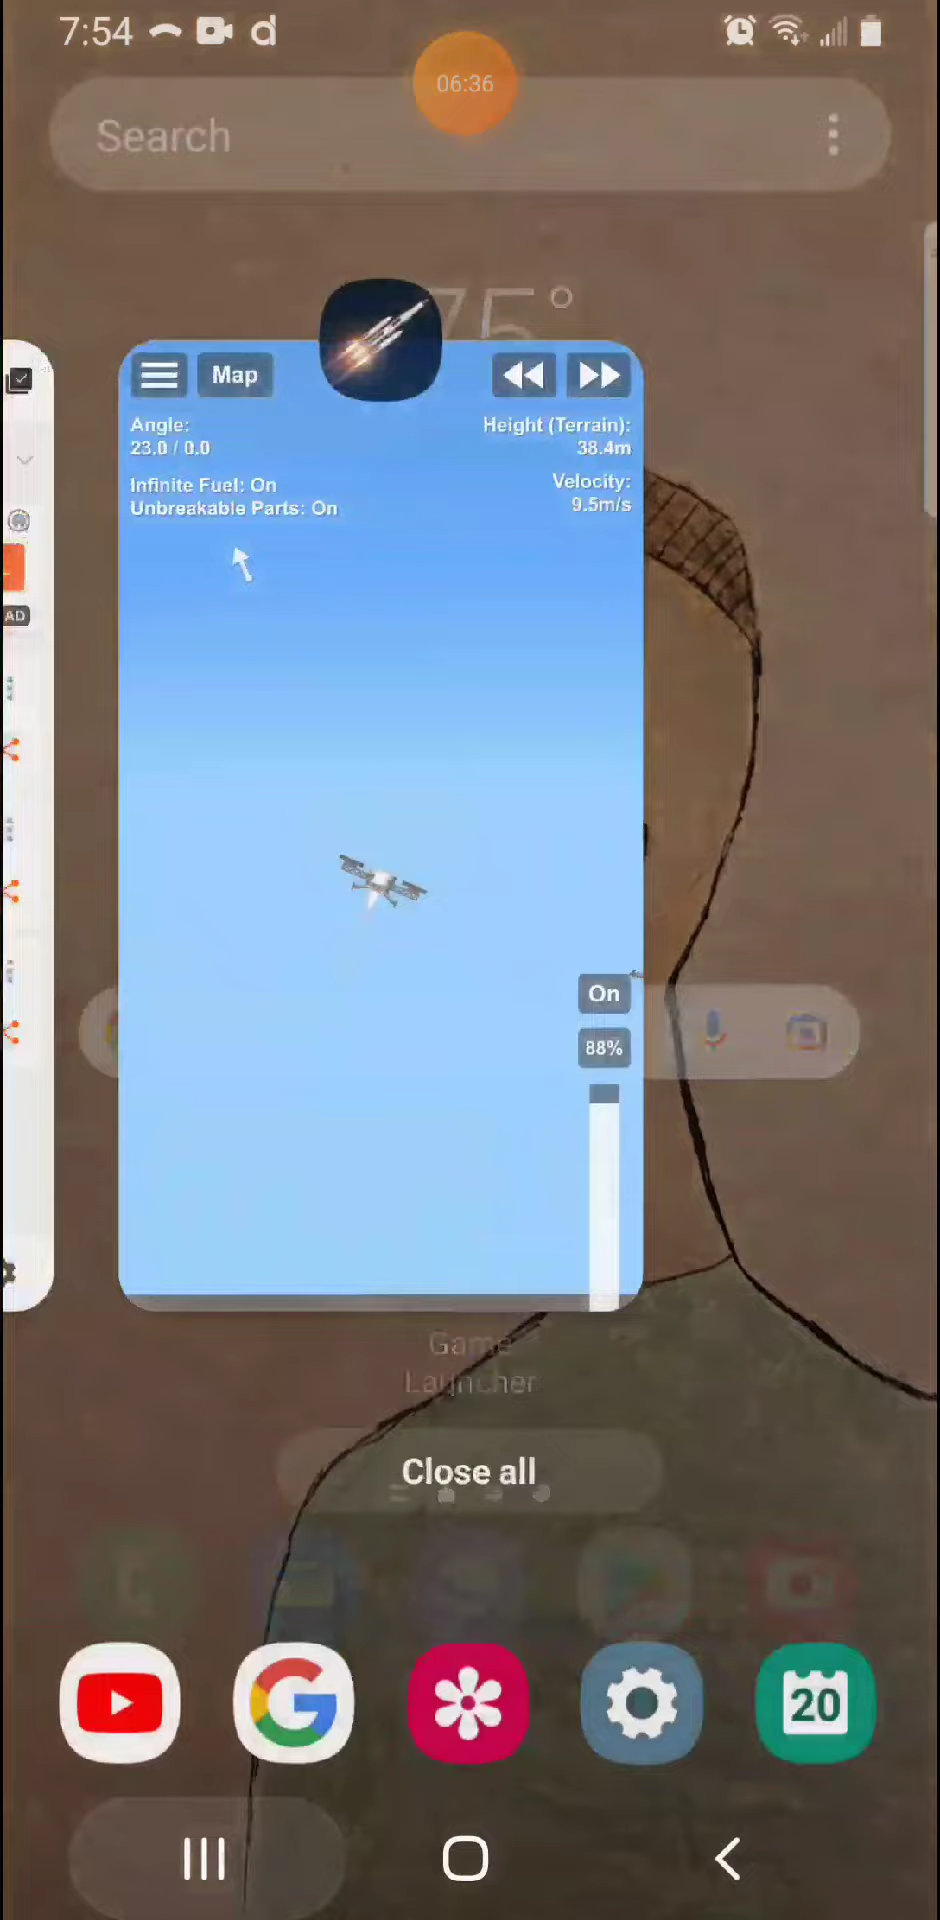 7:54
06:36
Search
75°
Map
Angle:
23.0 / 0.0
Height (Terrain):
38.4m
Infinite Fuel: On
Unbreakable Parts: On
Velocity:
9.5m/s
AD
On
88%
Game
Launcher
Close all
20